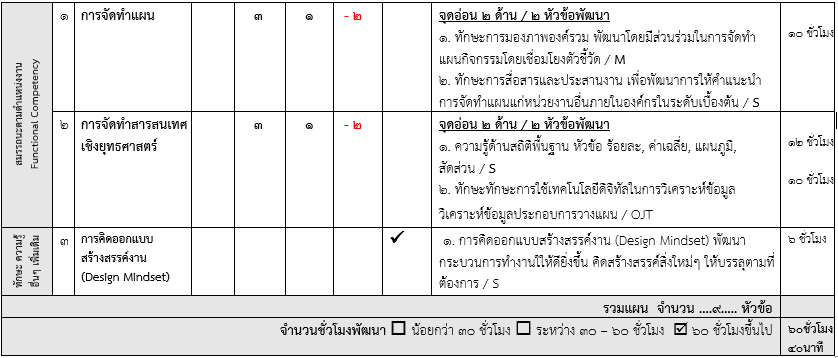 สมรรถนะตามตำแหน่งงาน
Functional Competency
๑ การจัดทำแผน ๓ ๑ - ๒ จุดอ่อน ๒ ด้าน / ๒ หัวข้อพัฒนา ๑๐ ชั่วโมง
๑. ทักษะการมองภาพองค์รวม พัฒนาโดยมีส่วนร่วมในการจัดทำ
แผนกิจกรรมโดยเชื่อมโยงตัวชี้วัด / M
๒. ทักษะการสื่อสารและประสานงาน เพื่อพัฒนาการให้คำแนะนำ
การจัดทำแผนแก่หน่วยงานอื่นภายในองค์กรในระดับเบื้องต้น / S
๒ การจัดทำสารสนเทศ ๓ ๑ - ๒ จุดอ่อน ๒ ด้าน / ๒ หัวข้อพัฒนา
เชิงยุทธศาสตร์ ๑. ความรู้ด้านสถิติพื้นฐาน หัวข้อ ร้อยละ, ค่าเฉลี่ย, แผนภูมิ, ๑๒ ชั่วโมง
สัดส่วน / S
๒. ทักษะทักษะการใช้เทคโนโลยีดิจิทัลในการวิเคราะห์ข้อมูล ๑๐ ชั่วโมง
วิเคราะห์ข้อมูลประกอบการวางแผน / OJT
ทักษะ ความรู้
อื่นๆ เพิ่มเติม
๓ การคิดออกแบบ ✓ ๑. การคิดออกแบบสร้างสรรค์งาน (Design Mindset) พัฒนา ๖ ชั่วโมง
สร้างสรรค์งาน กระบวนการทำงานใให้ดียิ่งขึ้น คิดสร้างสรรค์สิ่งใหม่ๆ ให้บรรลุตามที่
(Design Mindset) ต้องการ / S
รวมแผน จำนวน ....๙..... หัวข้อ
จำนวนชั่วโมงพัฒนา ☐ น้อยกว่า ๓๐ ชั่วโมง ☐ ระหว่าง ๓๐ – ๖๐ ชั่วโมง ☑ ๖๐ ชั่วโมงขึ้นไป ๖๐ชั่วโมง
๔๐นาที